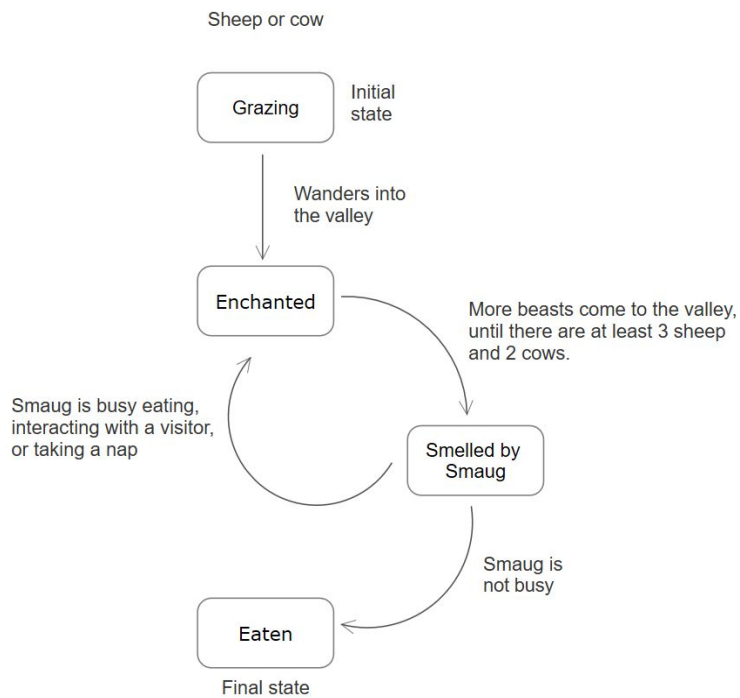 Sheep or cow
Grazing
Initial
state
Wanders into
the valley
Enchanted
More beasts come to the valley,
until there are at least 3 sheep
and 2 cows.
Smaug is busy eating,
interacting with a visitor,
or taking a nap
Smelled by
Smaug
Smaug is
not busy
Eaten
Final state